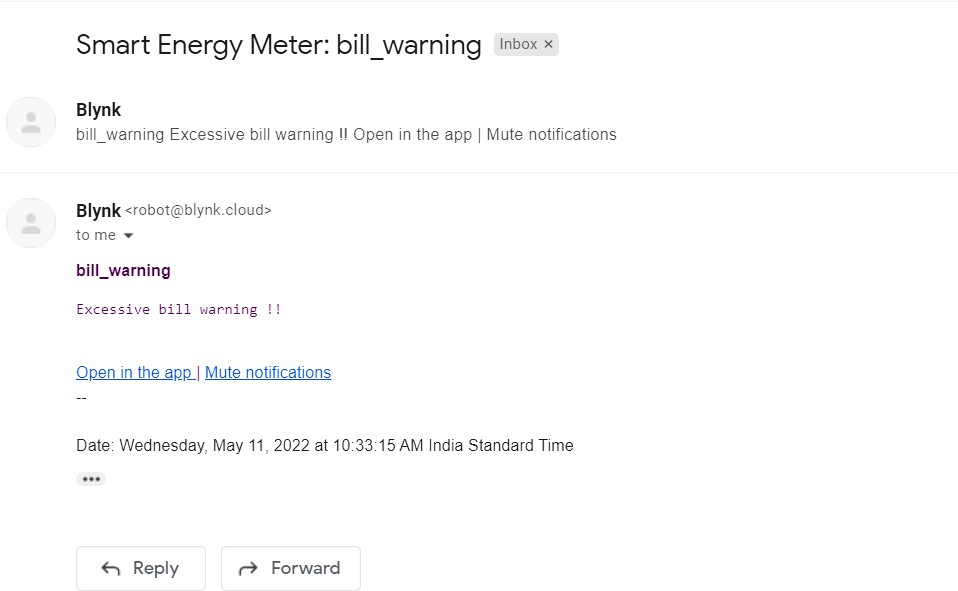 Smart Energy Meter: bill_warning Inbox ×
Blynk
bill_warning Excessive bill warning !! Open in the app | Mute notifications
Blynk <robot@blynk.cloud>
to me
bill_warning
Excessive bill warning !!
Open in the app | Mute notifications
--
Date: Wednesday, May 11, 2022 at 10:33:15 AM India Standard Time
•••
Reply Forward